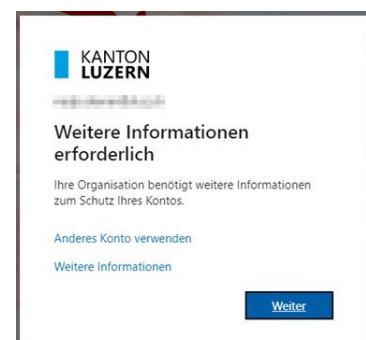 KANTON
LUZERN
Weitere Informationen
erforderlich
Ihre Organisation benötigt weitere Informationen
zum Schutz Ihres Kontos.
Anderes Konto verwenden
Weitere Informationen
Weiter